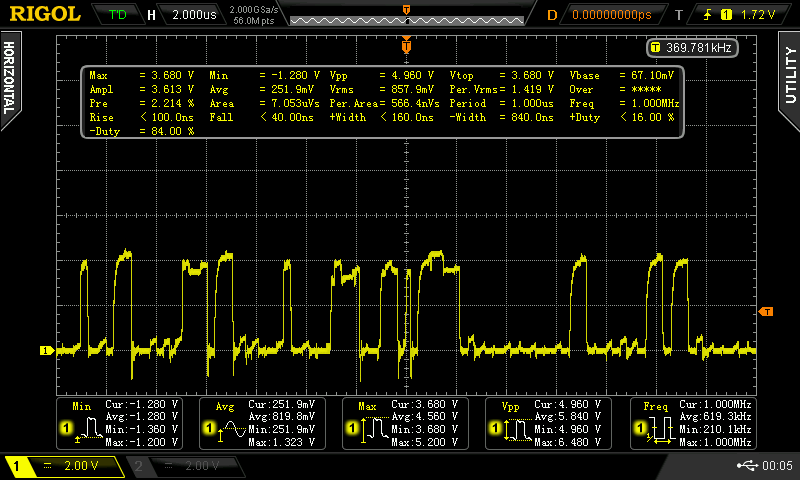 RIGOL T'D H 2.000us 2.000GSa/s 56.0M pts D 0.00000000ps T 1 1.72 V
HORIZONTAL
UTILITY
T
T 369.781kHz
Max = 3.680 V Min = -1.280 V Vpp = 4.960 V Vtop = 3.680 V Vbase = 67.10mV
Ampl = 3.613 V Avg = 251.9mV Vrms = 857.9mV Per.Vrms= 1.419 V Over = *****
Pre = 2.214 % Area = 7.053uVs Per.Area= 566.4nVs Period = 1.000us Freq = 1.000MHz
Rise < 100.0ns Fall < 40.00ns +Width < 160.0ns -Width = 840.0ns +Duty < 16.00 %
-Duty = 84.00 %
T
1
Min Cur:-1.280 V Avg Cur:251.9mV Max Cur:3.680 V Vpp Cur:4.960 V Freq Cur:1.000MHz
1 Avg:-1.280 V 1 Avg:819.8mV 1 Avg:4.560 V 1 Avg:5.840 V 1 Avg:619.3kHz
Min:-1.360 V Min:251.9mV Min:3.680 V Min:4.960 V Min:210.1kHz
Max:-1.200 V Max:1.323 V Max:5.200 V Max:6.480 V Max:1.000MHz
1 = 2.00 V 2 = 2.00 V 00:05